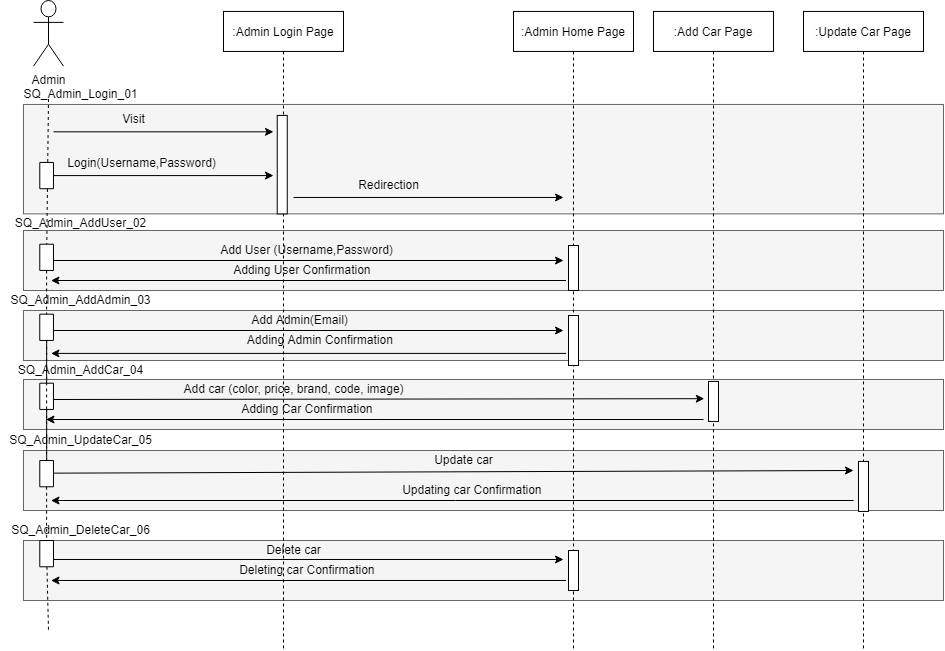 :Admin Login Page
:Admin Home Page
:Add Car Page
:Update Car Page
Admin
SQ_Admin_Login_01
Visit
Login(Username,Password)
Redirection
SQ_Admin_AddUser_02
Add User (Username,Password)
Adding User Confirmation
SQ_Admin_AddAdmin_03
Add Admin(Email)
Adding Admin Confirmation
SQ_Admin_AddCar_04
Add car (color, price, brand, code, image)
Adding Car Confirmation
SQ_Admin_UpdateCar_05
Update car
Updating car Confirmation
SQ_Admin_DeleteCar_06
Delete car
Deleting car Confirmation